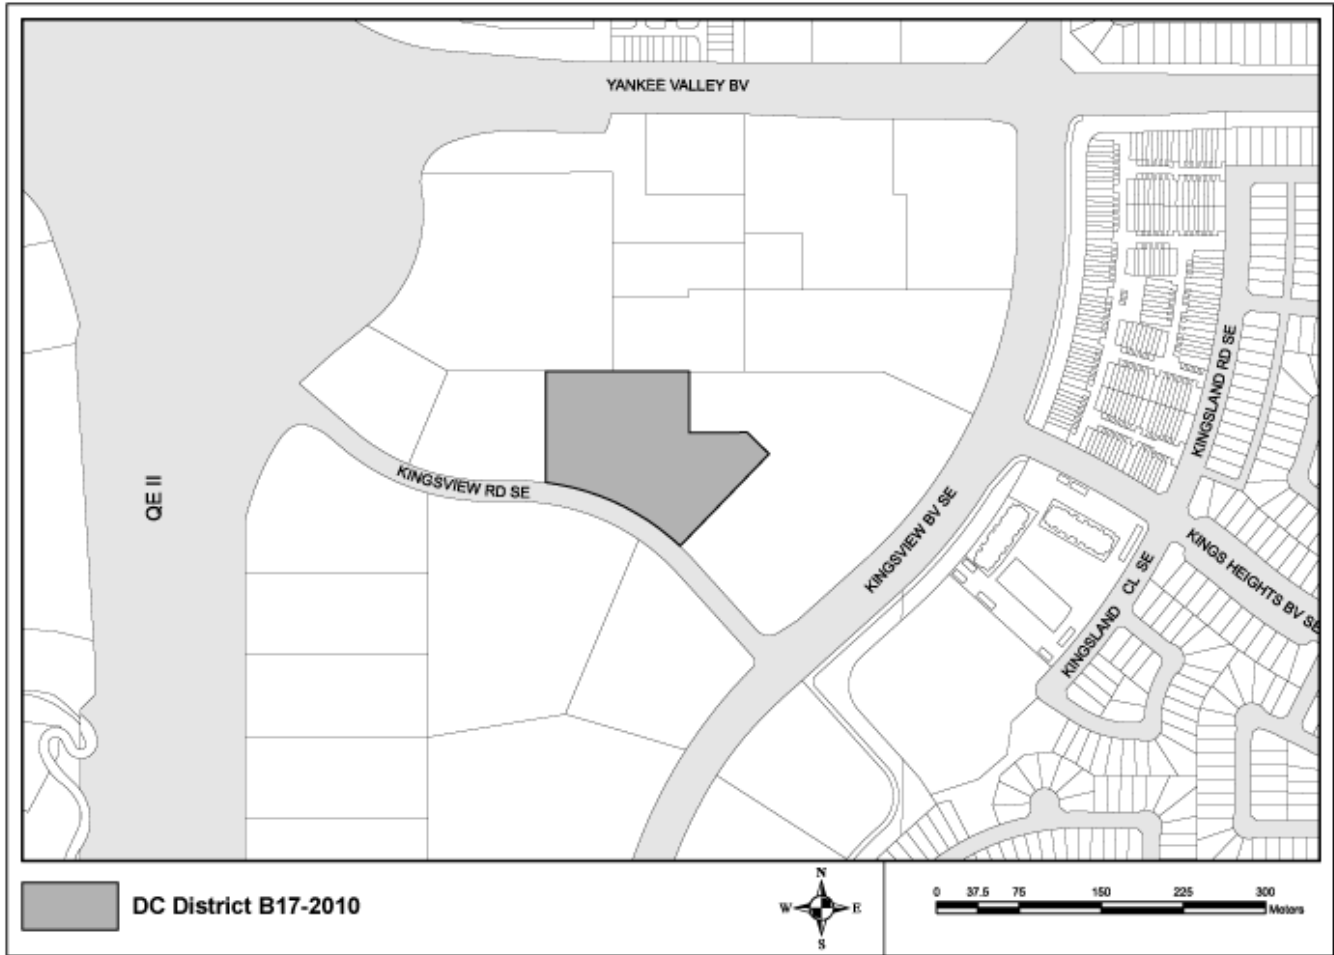 YANKEE VALLEY BV
KINGSLAND RD SE
KINGSVIEW RD SE
QE II
KINGSVIEW BV SE
KINGS HEIGHTS BV SE
KINGSLAND CL SE
DC District B17-2010
N
W E
S
0 37.5 75 150 225 300
Meters